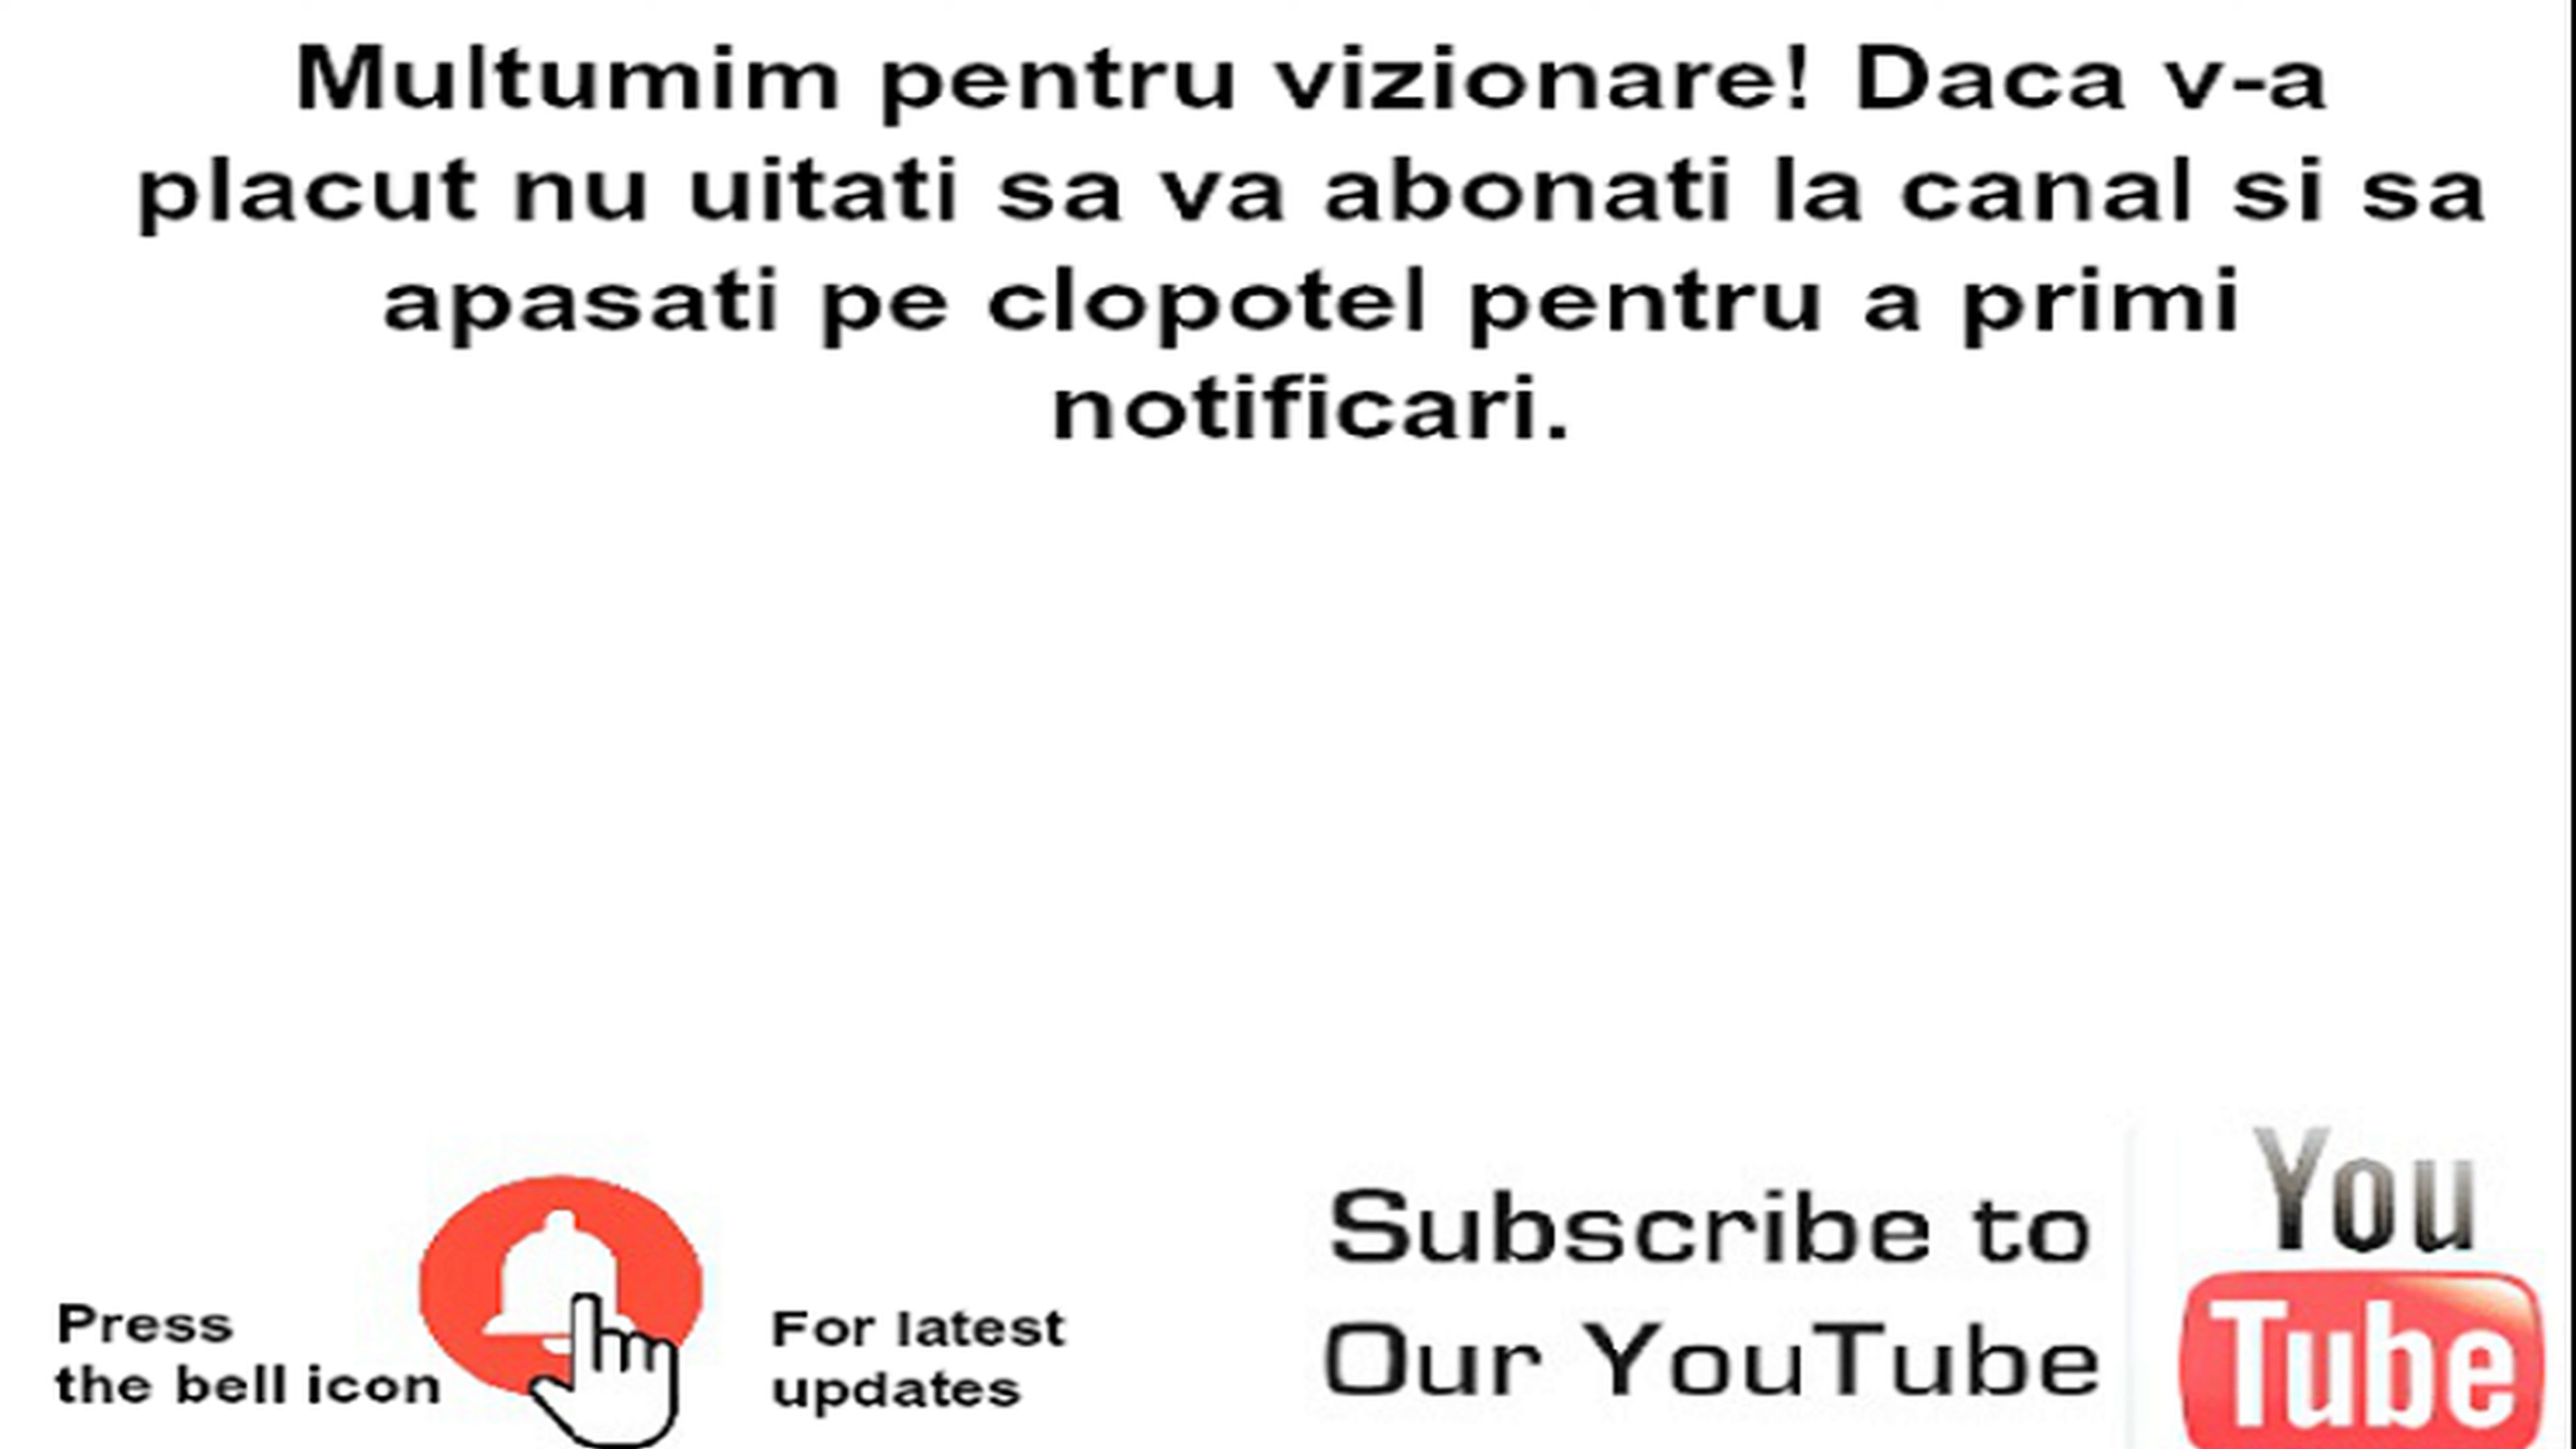 Multumim pentru vizionare! Daca v-a
placut nu uitati sa va abonati la canal si sa
apasati pe clopotel pentru a primi
notificari.
Press
the bell icon
For latest
updates
Subscribe to
Our YouTube
You
Tube